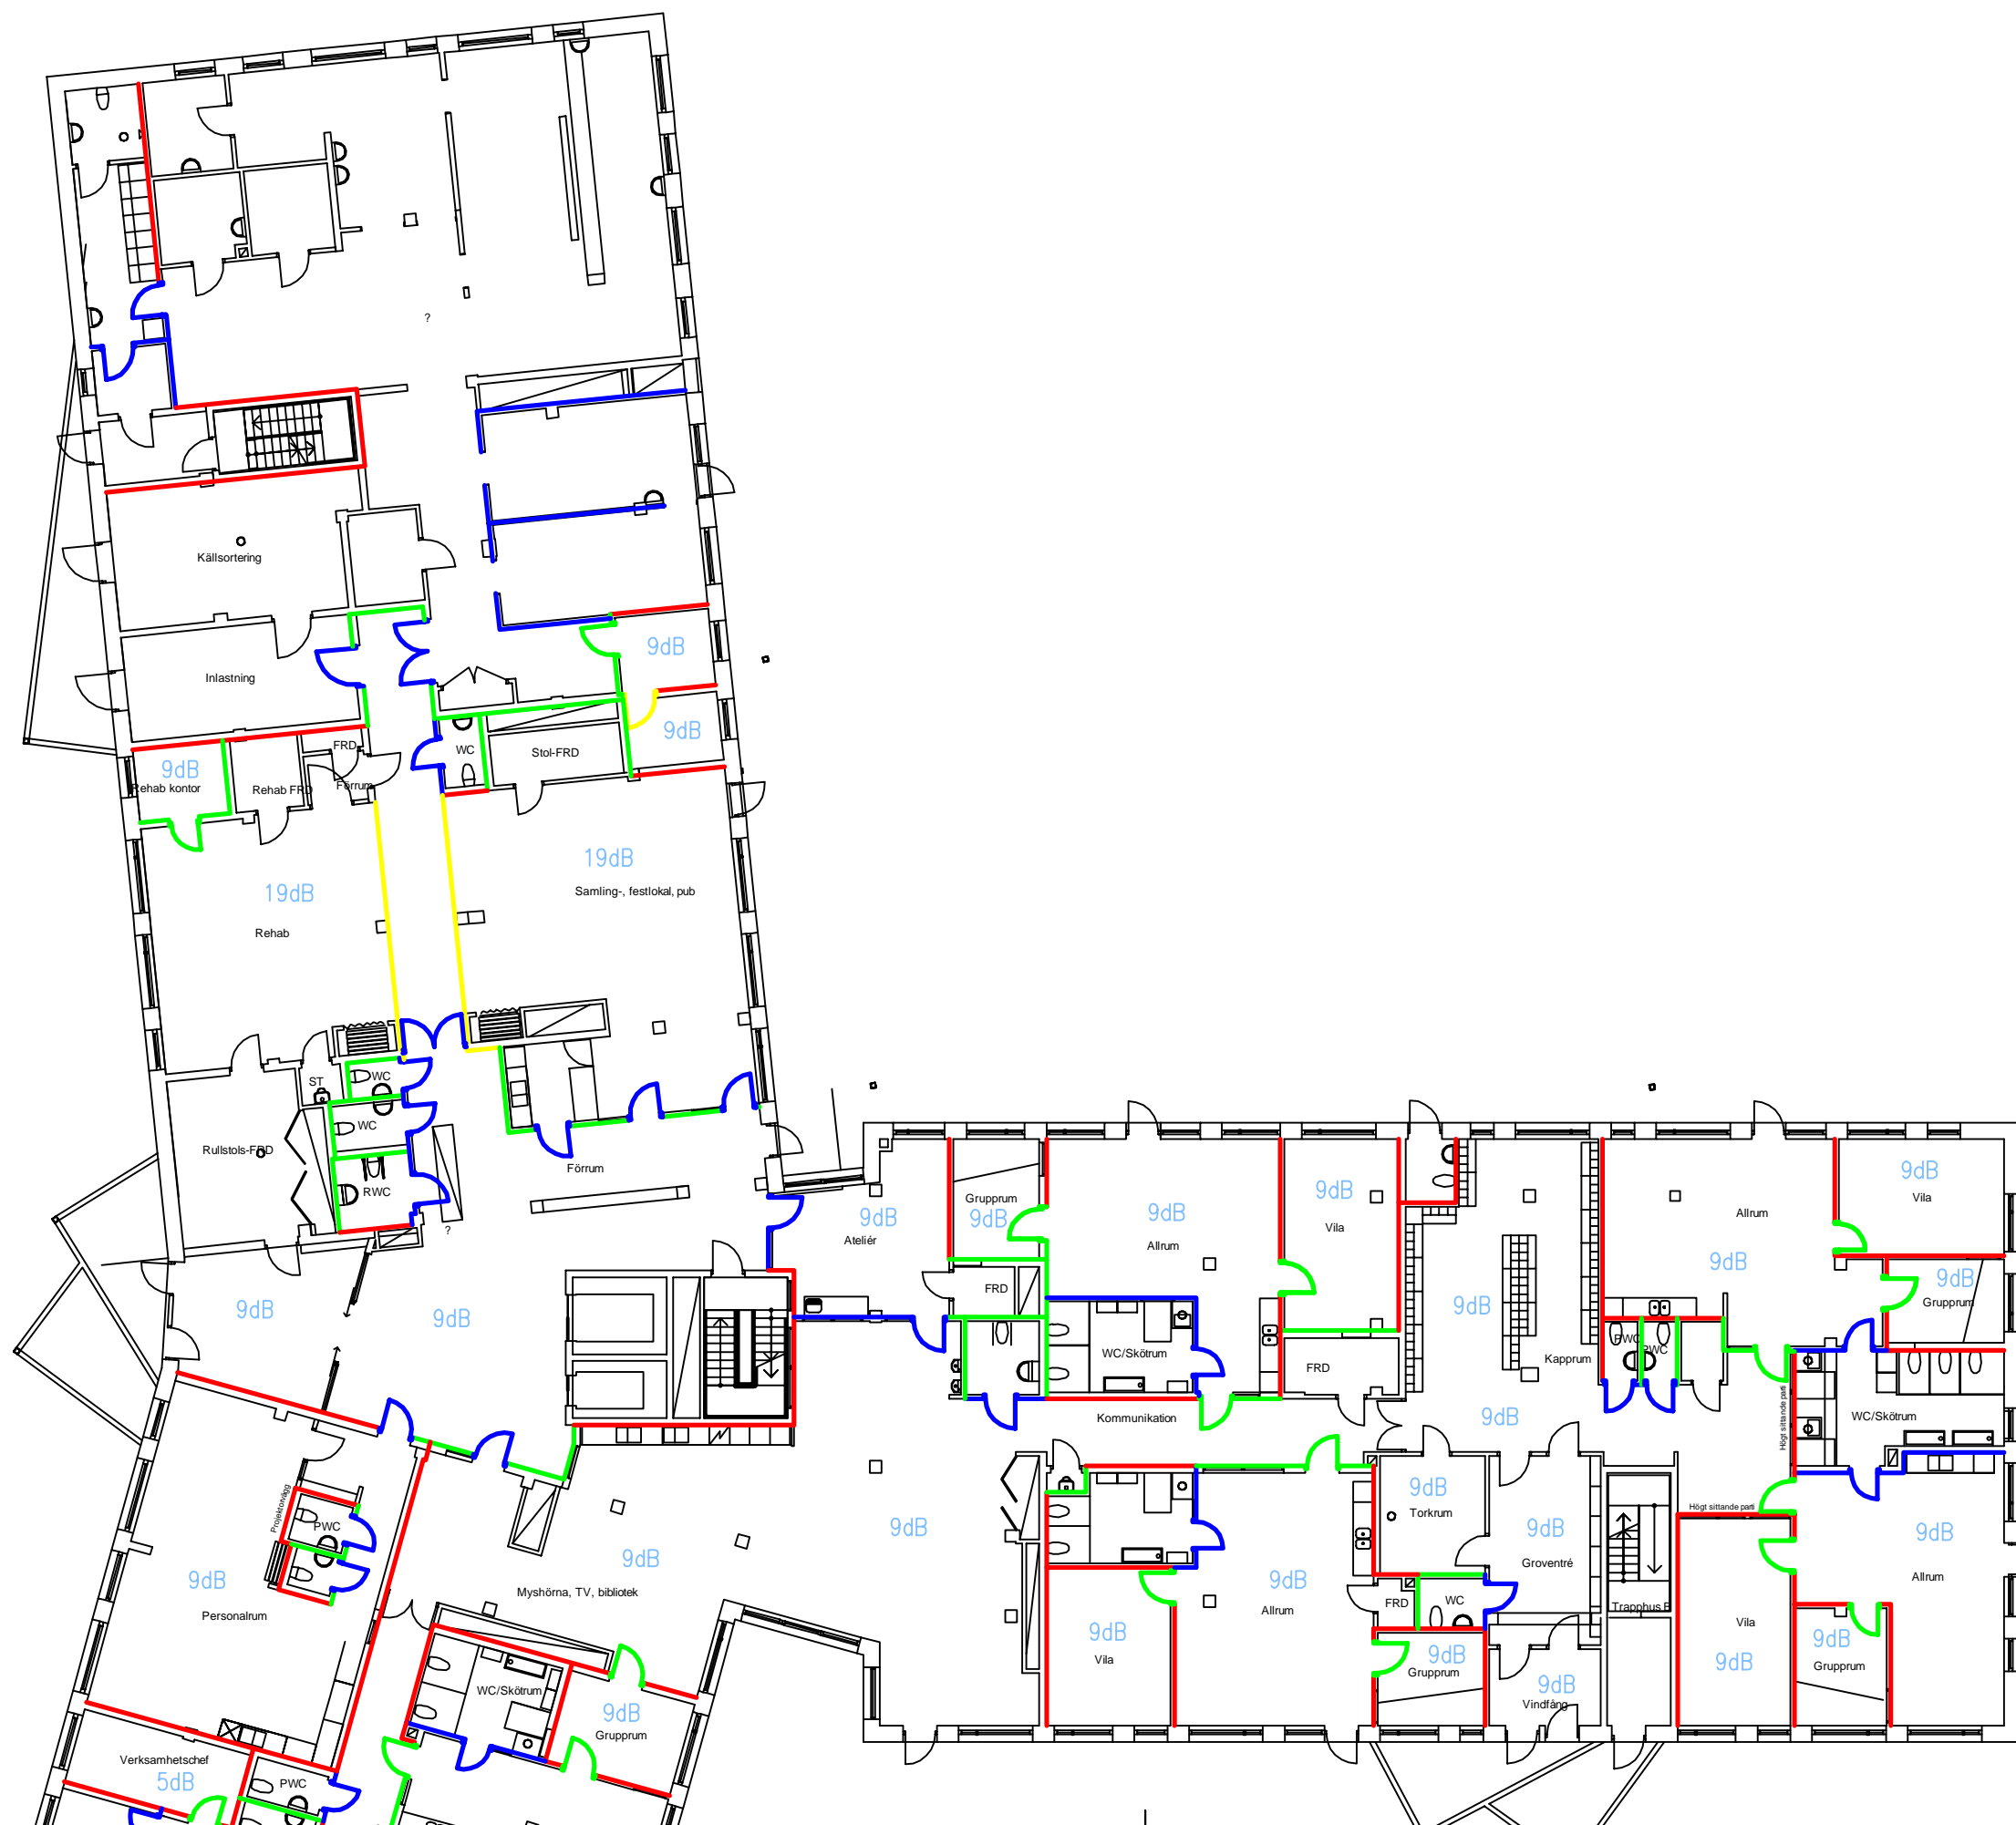 ?
Källsortering
9dB
Inlastning
9dB
FRD
WC
Stol-FRD
9dB
Rehab kontor
Rehab FRD
Förrum
19dB
Samling-, festlokal, pub
19dB
Rehab
ST
WC
WC
Rullstols-FRD
RWC
Förrum
?
9dB
9dB
9dB
Ateliér
Grupprum
9dB
9dB
Allrum
9dB
Vila
FRD
WC/Skötrum
FRD
Kommunikation
9dB
Kapprum
9dB
Allrum
9dB
9dB
Vila
9dB
Grupprum
PWC
PWC
Högt sittande parti
WC/Skötrum
Högt sittande parti
Projektorvägg
PWC
9dB
Personalrum
9dB
Myshörna, TV, bibliotek
9dB
9dB
Torkrum
9dB
Groventré
9dB
Allrum
FRD
WC
Trapphus B
9dB
Allrum
9dB
Vila
9dB
Grupprum
9dB
Vindfång
Vila
9dB
9dB
Grupprum
WC/Skötrum
9dB
Grupprum
Verksamhetschef
5dB
PWC